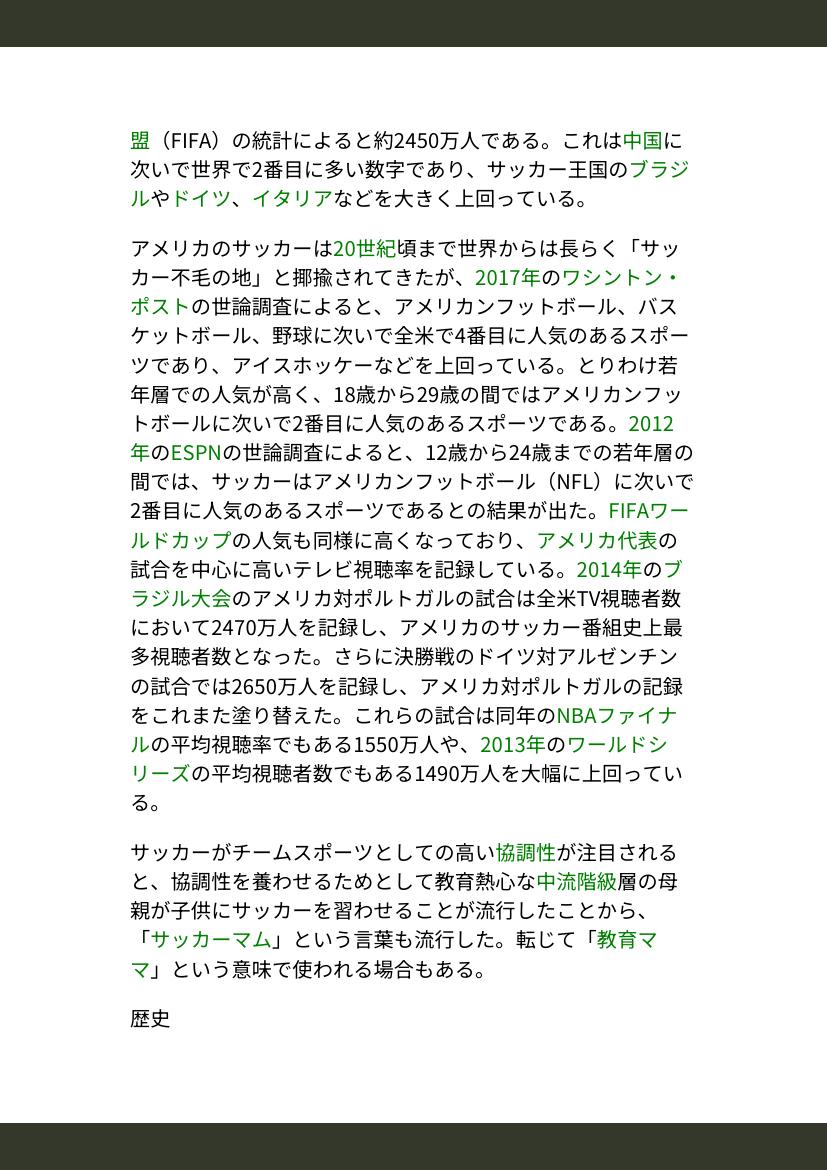 盟（FIFA）の統計によると約2450万人である。これは中国に
次いで世界で2番目に多い数字であり、サッカー王国のブラジ
ルやドイツ、イタリアなどを大きく上回っている。
アメリカのサッカーは20世紀頃まで世界からは長らく「サッ
カー不毛の地」と揶揄されてきたが、2017年のワシントン・
ポストの世論調査によると、アメリカンフットボール、バス
ケットボール、野球に次いで全米で4番目に人気のあるスポー
ツであり、アイスホッケーなどを上回っている。とりわけ若
年層での人気が高く、18歳から29歳の間ではアメリカンフッ
トボールに次いで2番目に人気のあるスポーツである。2012
年のESPNの世論調査によると、12歳から24歳までの若年層の
間では、サッカーはアメリカンフットボール（NFL）に次いで
2番目に人気のあるスポーツであるとの結果が出た。FIFAワー
ルドカップの人気も同様に高くなっており、アメリカ代表の
試合を中心に高いテレビ視聴率を記録している。2014年のブ
ラジル大会のアメリカ対ポルトガルの試合は全米TV視聴者数
において2470万人を記録し、アメリカのサッカー番組史上最
多視聴者数となった。さらに決勝戦のドイツ対アルゼンチン
の試合では2650万人を記録し、アメリカ対ポルトガルの記録
をこれまた塗り替えた。これらの試合は同年のNBAファイナ
ルの平均視聴率でもある1550万人や、2013年のワールドシ
リーズの平均視聴者数でもある1490万人を大幅に上回ってい
る。
サッカーがチームスポーツとしての高い協調性が注目される
と、協調性を養わせるためとして教育熱心な中流階級層の母
親が子供にサッカーを習わせることが流行したことから、
「サッカーマム」という言葉も流行した。転じて「教育マ
マ」という意味で使われる場合もある。
歴史